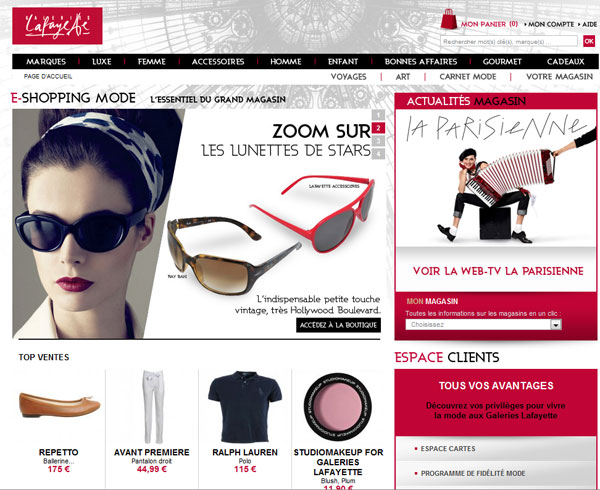 GALERIES
Lafayette
MON PANIER (0) MON COMPTE AIDE
Rechercher mot(s) clé(s), marque(s)... OK
MARQUES | LUXE | FEMME | ACCESSOIRES | HOMME | ENFANT | BONNES AFFAIRES | GOURMET | CADEAUX
PAGE D'ACCUEIL
VOYAGES | ART | CARNET MODE | VOTRE MAGASIN
E-SHOPPING MODE L'ESSENTIEL DU GRAND MAGASIN
1
2
3
4
ZOOM SUR
LES LUNETTES DE STARS
LAFAYETTE ACCESSOIRES
RAY BAN
L'indispensable petite touche
vintage, très Hollywood Boulevard.
ACCÉDEZ À LA BOUTIQUE
ACTUALITÉS MAGASIN
LA PARISIENNE
VOIR LA WEB-TV LA PARISIENNE
MON MAGASIN
Toutes les informations sur les magasins en un clic :
Choisissez
TOP VENTES
REPETTO
Ballerine...
175 €
AVANT PREMIERE
Pantalon droit
44,99 €
RALPH LAUREN
Polo
115 €
STUDIOMAKEUP
STUDIOMAKEUP FOR
GALERIES
LAFAYETTE
Blush, Plum
11,90 €
ESPACE CLIENTS
TOUS VOS AVANTAGES
Découvrez vos privilèges pour vivre
la mode aux Galeries Lafayette
ESPACE CARTES
PROGRAMME DE FIDÉLITÉ MODE